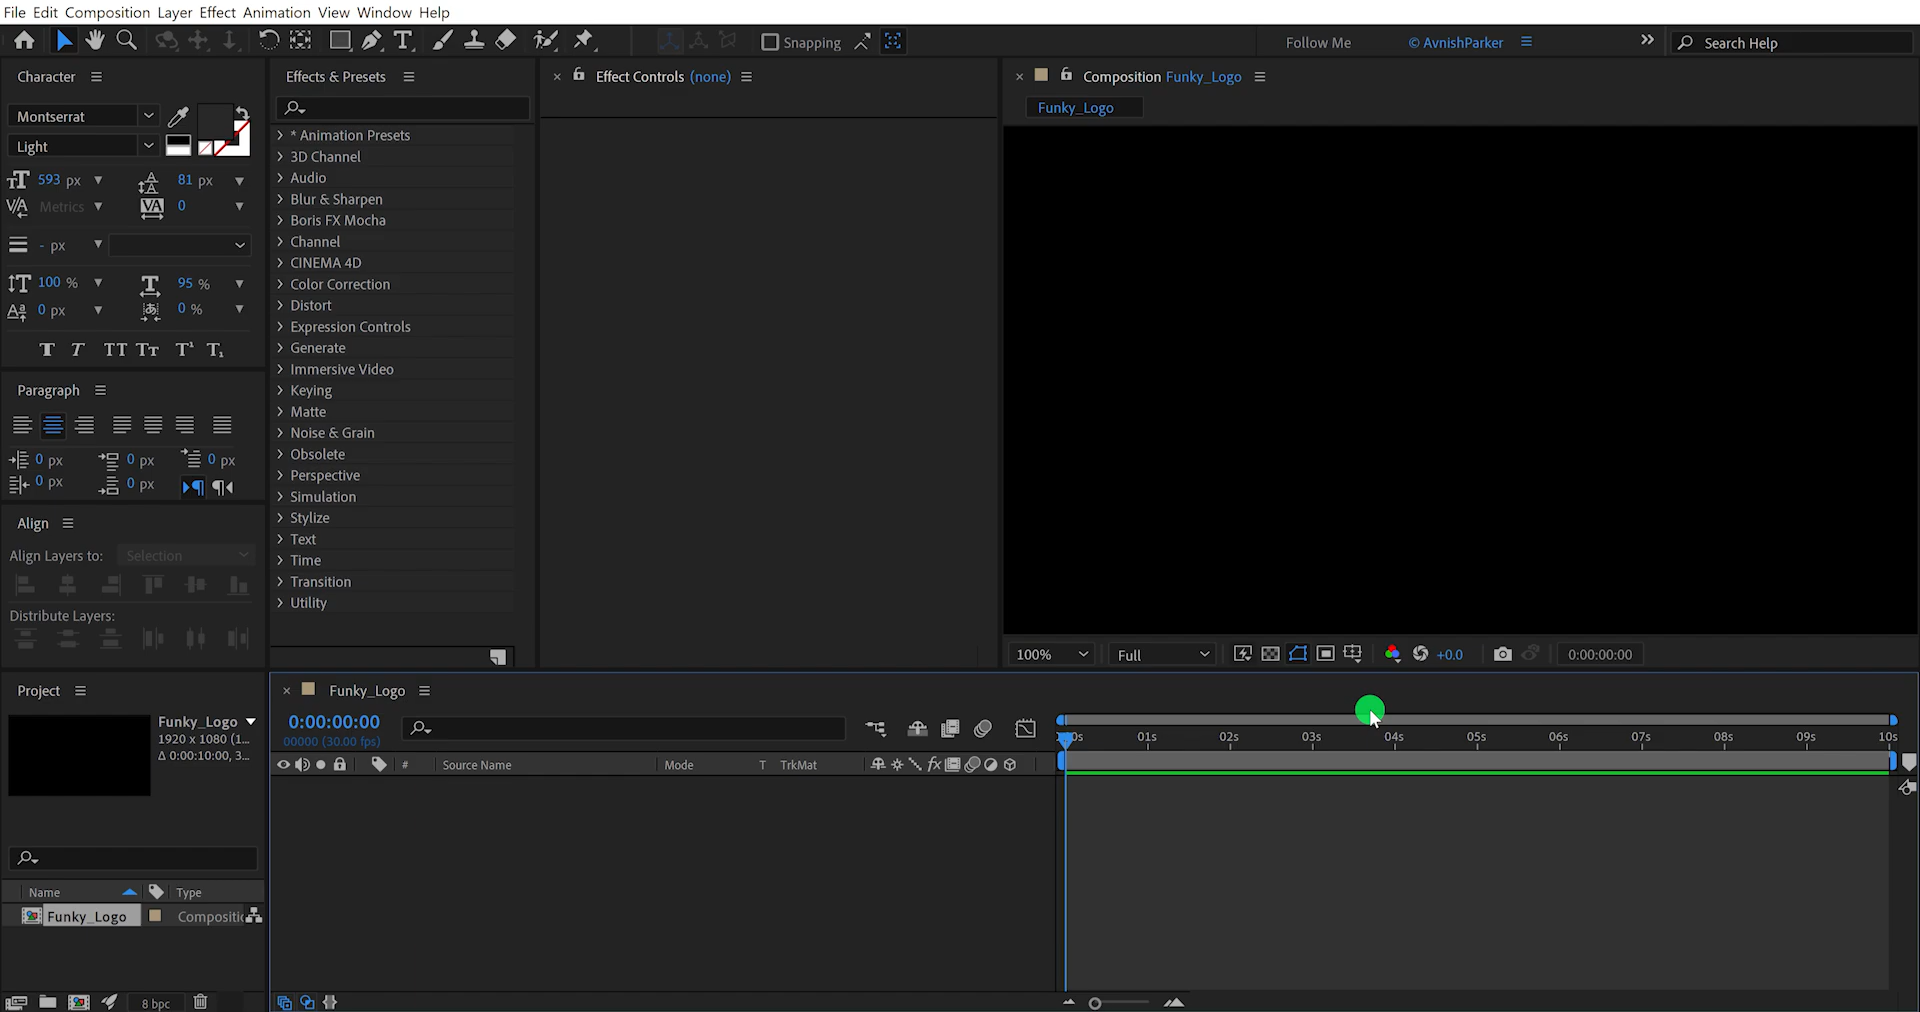 File Edit Composition Layer Effect Animation View Window Help
Snapping
Follow Me
© AvnishParker
Search Help
Character
Effects & Presets
Effect Controls (none)
Composition Funky_Logo
Montserrat
Funky_Logo
Light
593 px
81 px
Metrics
0
- px
100 %
95 %
0 px
0 %
T T TT Tт T¹ T₁
* Animation Presets
3D Channel
Audio
Blur & Sharpen
Boris FX Mocha
Channel
CINEMA 4D
Color Correction
Distort
Expression Controls
Generate
Immersive Video
Keying
Matte
Noise & Grain
Obsolete
Perspective
Simulation
Stylize
Text
Time
Transition
Utility
Paragraph
0 px
0 px
0 px
0 px
0 px
Align
Align Layers to: Selection
Distribute Layers:
100%
Full
+0.0
0:00:00:00
Project
Funky_Logo
1920 x 1080 (1...
Δ 0:00:10:00, 3...
Name
Type
Funky_Logo
8 bpc
Funky_Logo
0:00:00:00
00000 (30.00 fps)
# Source Name Mode T TrkMat
01s 02s 03s 04s 05s 06s 07s 08s 09s 10s